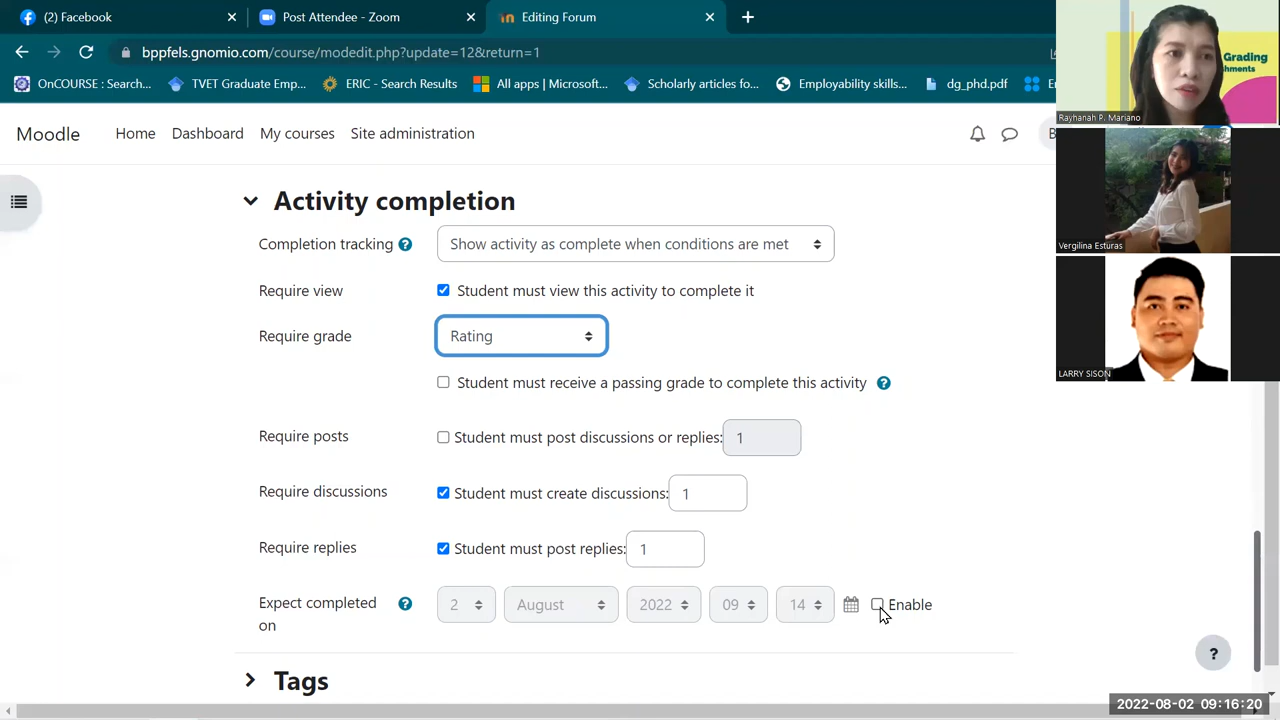 (2) Facebook
Post Attendee - Zoom
Editing Forum
bppfels.gnomio.com/course/modedit.php?update=12&return=1
OnCOURSE : Search...
TVET Graduate Emp...
ERIC - Search Results
All apps | Microsoft...
Scholarly articles fo...
Employability skills...
dg_phd.pdf
Moodle
Home
Dashboard
My courses
Site administration
Activity completion
Completion tracking ?
Show activity as complete when conditions are met
Require view
Student must view this activity to complete it
Require grade
Rating
Student must receive a passing grade to complete this activity ?
Require posts
Student must post discussions or replies: 1
Require discussions
Student must create discussions: 1
Require replies
Student must post replies: 1
Expect completed on ?
2 August 2022 09 14 Enable
Tags
?
Grading
Rayhanah P. Mariano
Vergilina Esturas
LARRY SISON
2022-08-02 09:16:20